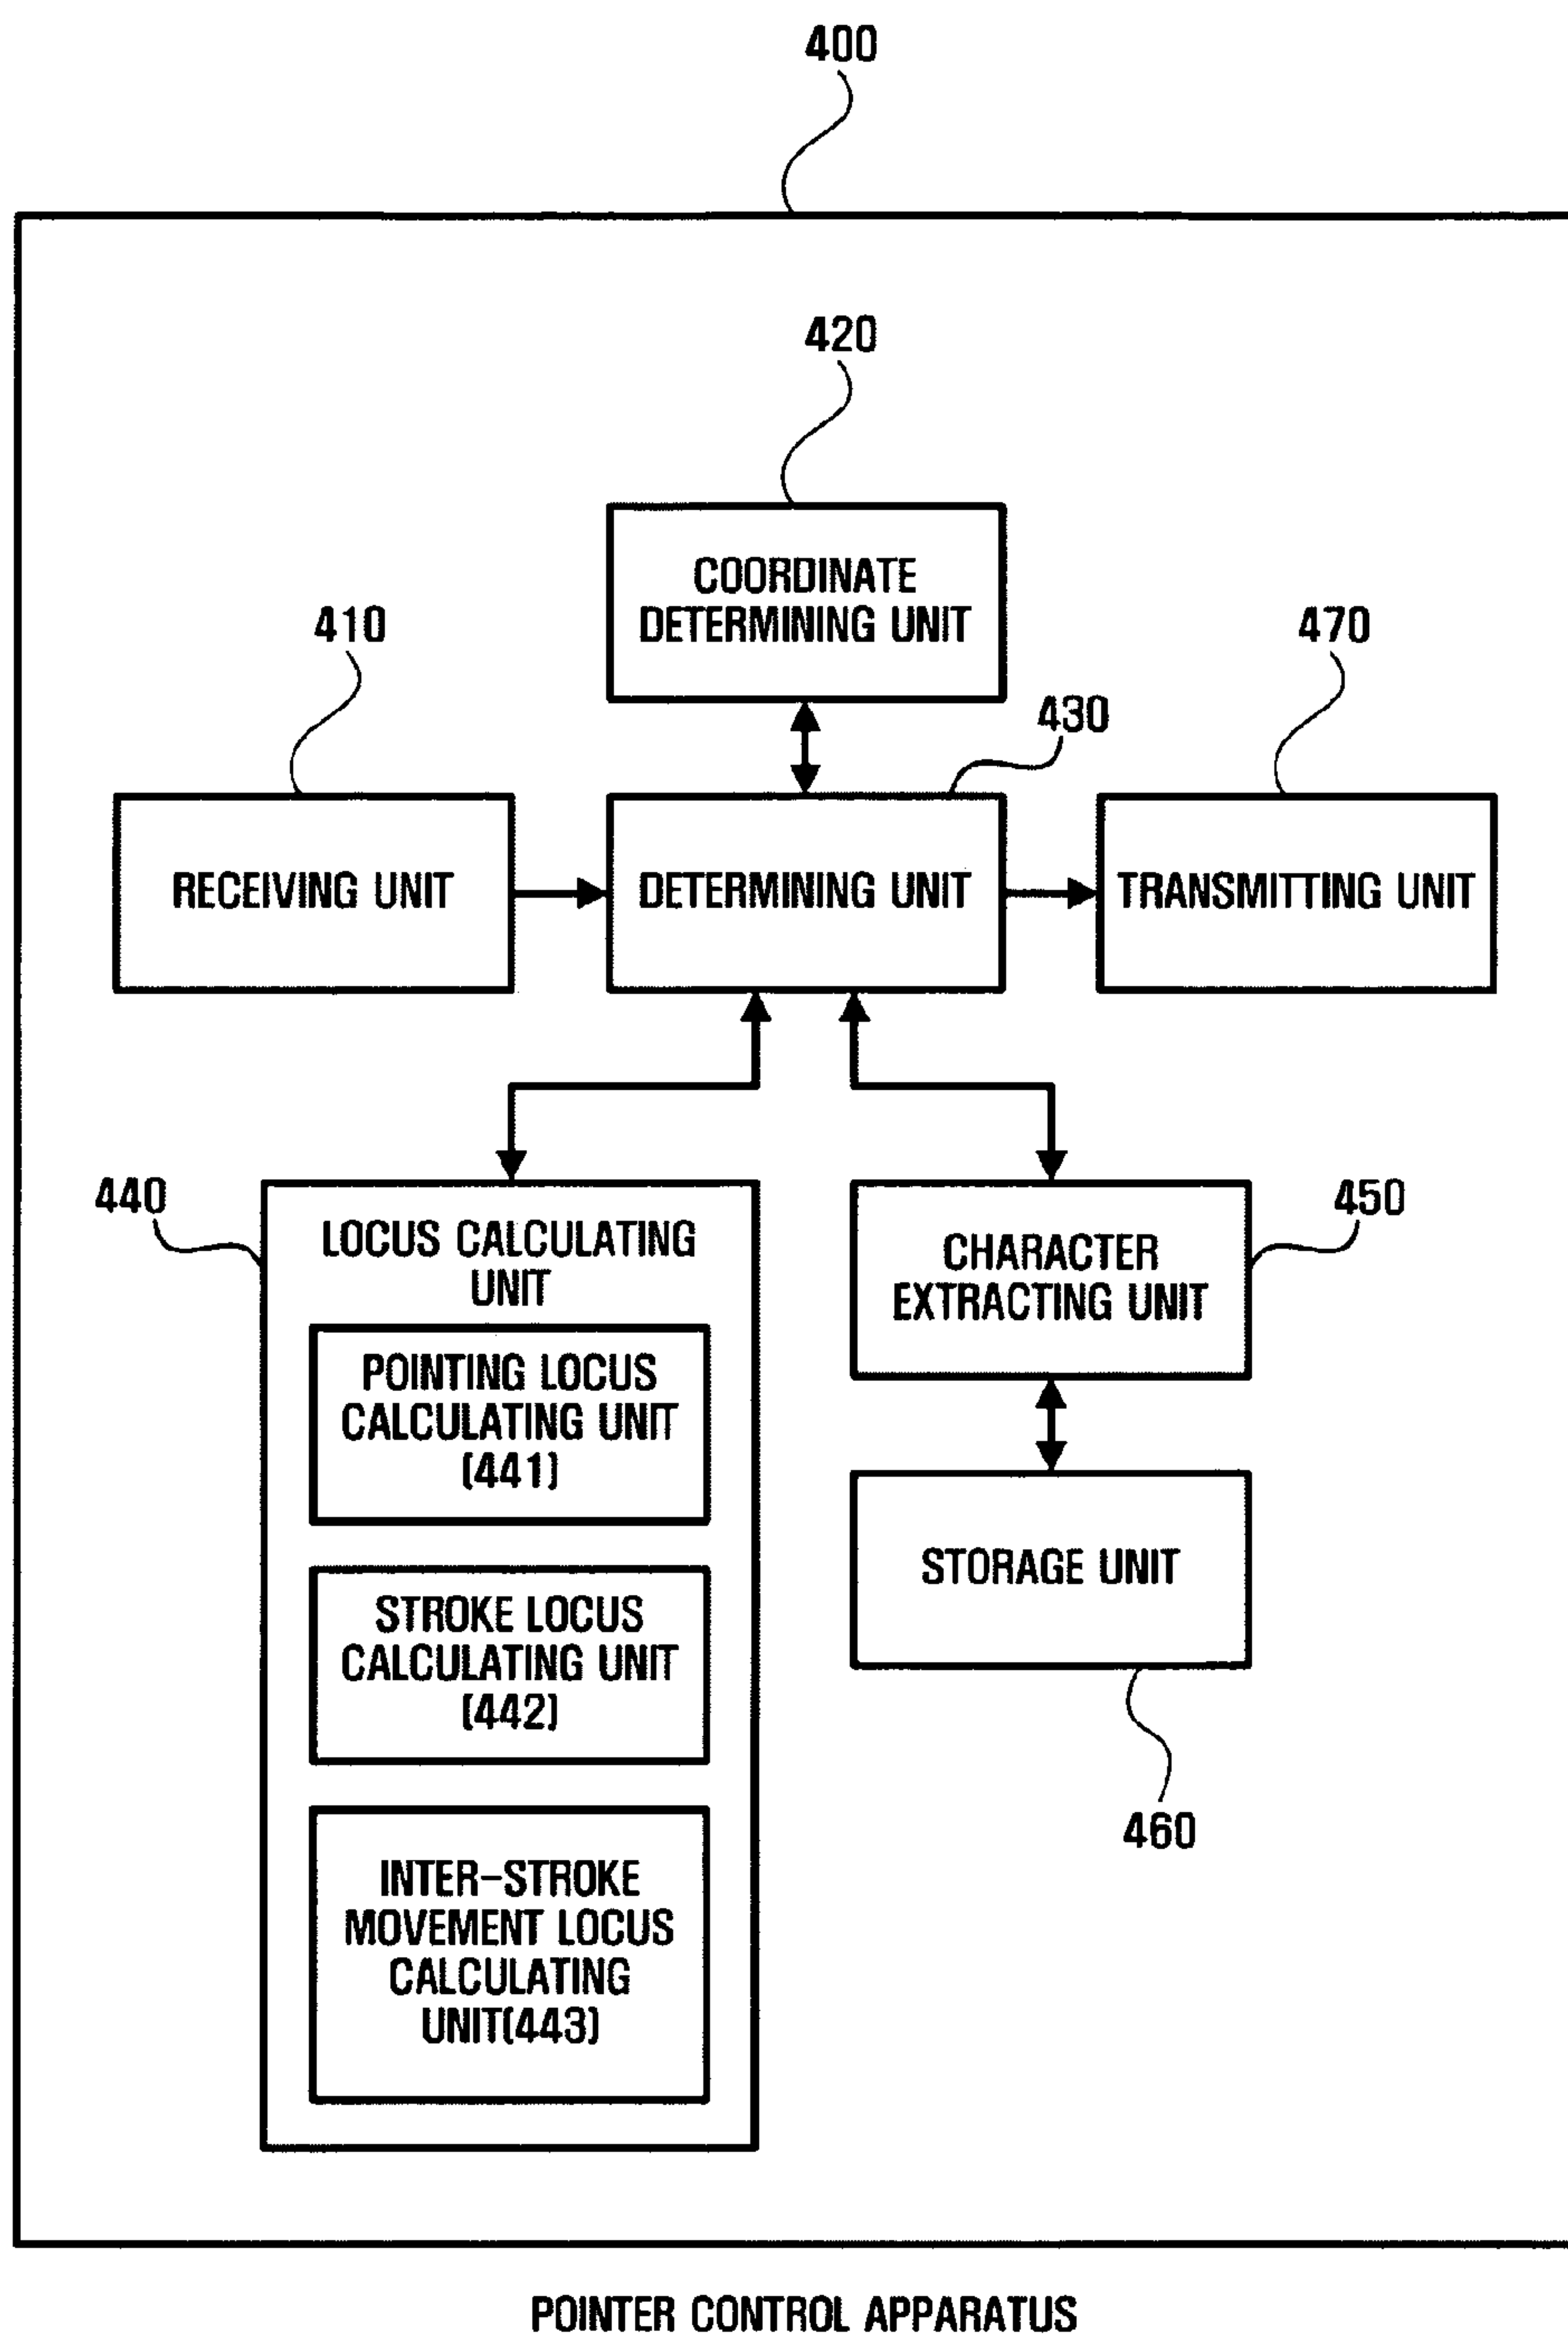 400
420
COORDINATE
DETERMINING UNIT
410
470
430
RECEIVING UNIT
DETERMINING UNIT
TRANSMITTING UNIT
440
LOCUS CALCULATING
UNIT
POINTING LOCUS
CALCULATING UNIT
(441)
STROKE LOCUS
CALCULATING UNIT
(442)
INTER-STROKE
MOVEMENT LOCUS
CALCULATING
UNIT(443)
450
CHARACTER
EXTRACTING UNIT
STORAGE UNIT
460
POINTER CONTROL APPARATUS